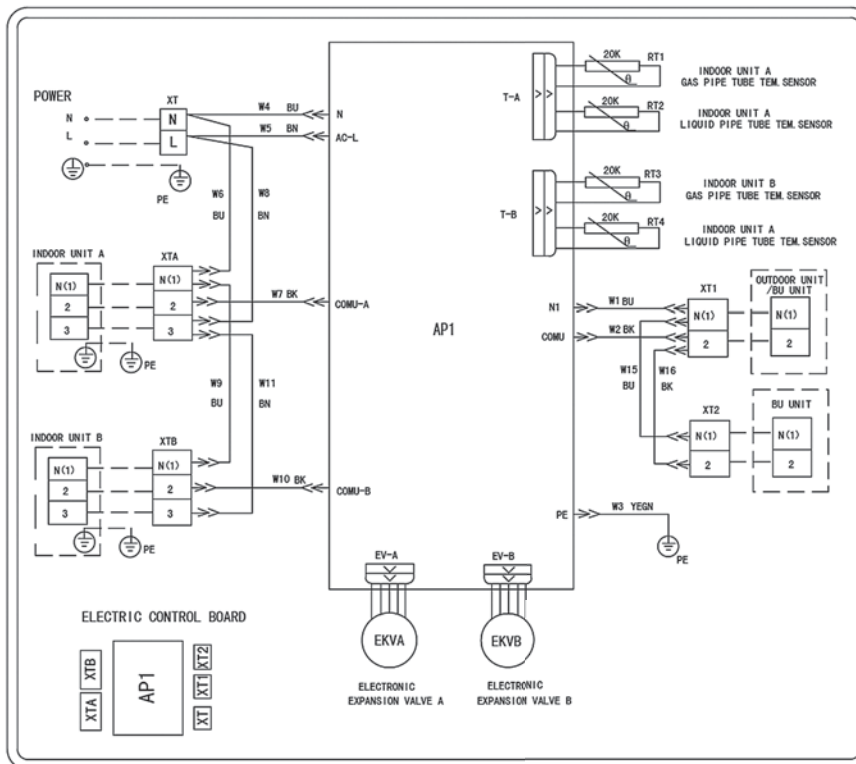 POWER
XT
N
N
L
L
PE
W4 BU
N
W5 BN
AC-L
W6
BU
W8
BN
INDOOR UNIT A
XTA
N(1)
2
3
N(1)
2
3
PE
W7 BK
COMU-A
W9
BU
W11
BN
INDOOR UNIT B
XTB
N(1)
2
3
N(1)
2
3
PE
W10 BK
COMU-B
AP1
T-A
20K
RT1
θ
INDOOR UNIT A
GAS PIPE TUBE TEM. SENSOR
20K
RT2
θ
INDOOR UNIT A
LIQUID PIPE TUBE TEM. SENSOR
T-B
20K
RT3
θ
INDOOR UNIT B
GAS PIPE TUBE TEM. SENSOR
20K
RT4
θ
INDOOR UNIT A
LIQUID PIPE TUBE TEM. SENSOR
N1
W1 BU
COMU
W2 BK
XT1
N(1)
2
OUTDOOR UNIT
/BU UNIT
N(1)
2
W15
BU
W16
BK
XT2
N(1)
2
BU UNIT
N(1)
2
PE
W3 YEGN
PE
EV-A
EKVA
ELECTRONIC
EXPANSION VALVE A
EV-B
EKVB
ELECTRONIC
EXPANSION VALVE B
ELECTRIC CONTROL BOARD
XTB
XTA
AP1
XT2
XT1
XT